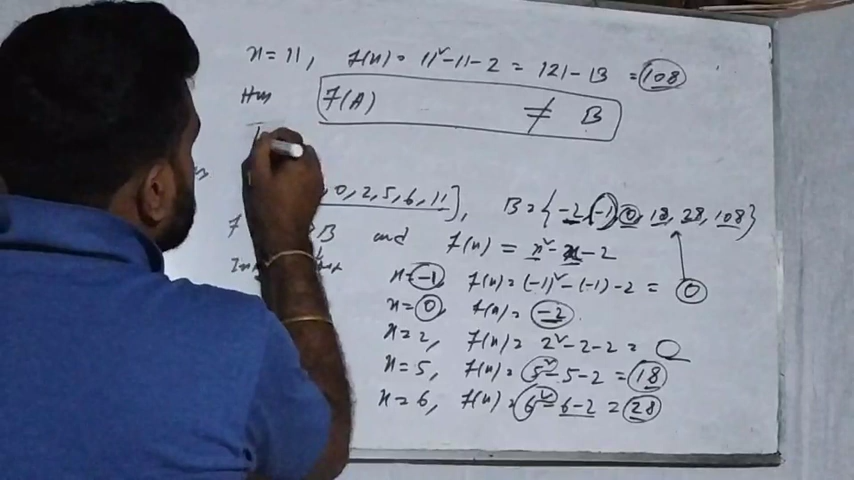 x = 11, f(x) = 11² - 11 - 2 = 121 - 13 = 108
f(A) ≠ B
, 0, 2, 5, 6, 11}, B = {-2, (-1) 0, 18, 28, 108}
f B and f(x) = x² - x - 2
x = -1, f(x) = (-1)² - (-1) - 2 = 0
x = 0, f(x) = -2
x = 2, f(x) = 2² - 2 - 2 = 0
x = 5, f(x) = 5² - 5 - 2 = 18
x = 6, f(x) = 6² - 6 - 2 = 28